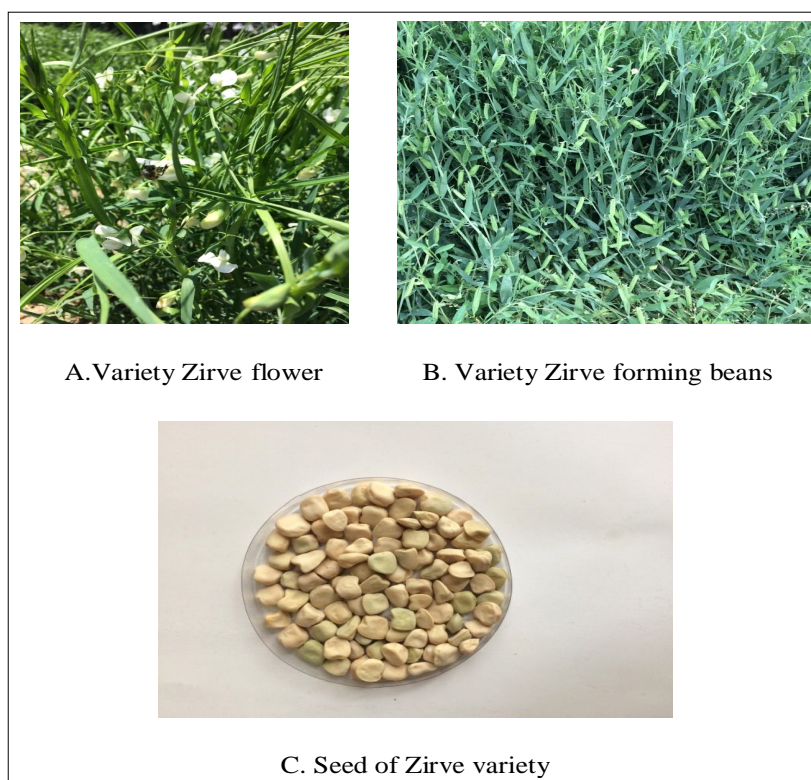 A.Variety Zirve flower
B. Variety Zirve forming beans
C. Seed of Zirve variety